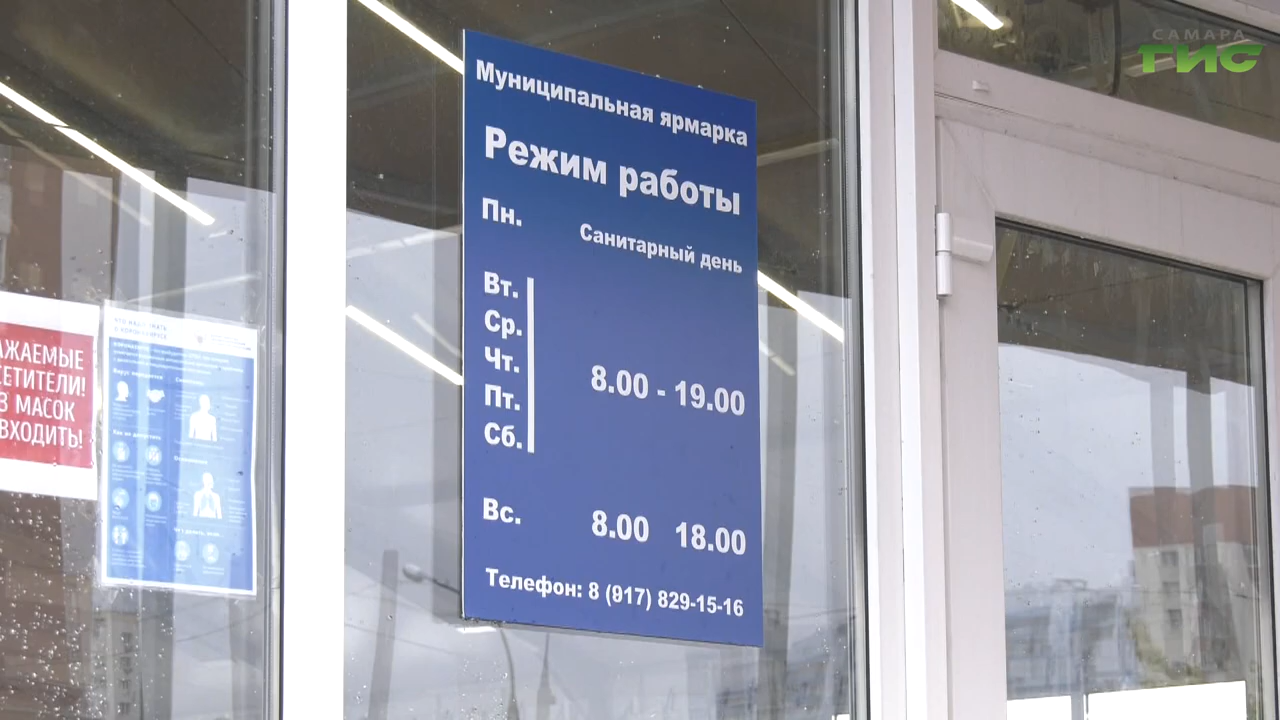 САМАРА
ГИС
Муниципальная ярмарка
Режим работы
Пн.
Санитарный день
Вт.
Ср.
Чт.
8.00 - 19.00
Пт.
Сб.
Вс. 8.00 18.00
Телефон: 8 (917) 829-15-16
АЖАЕМЫЕ
ЕТИТЕЛИ!
З МАСОК
ВХОДИТЬ!